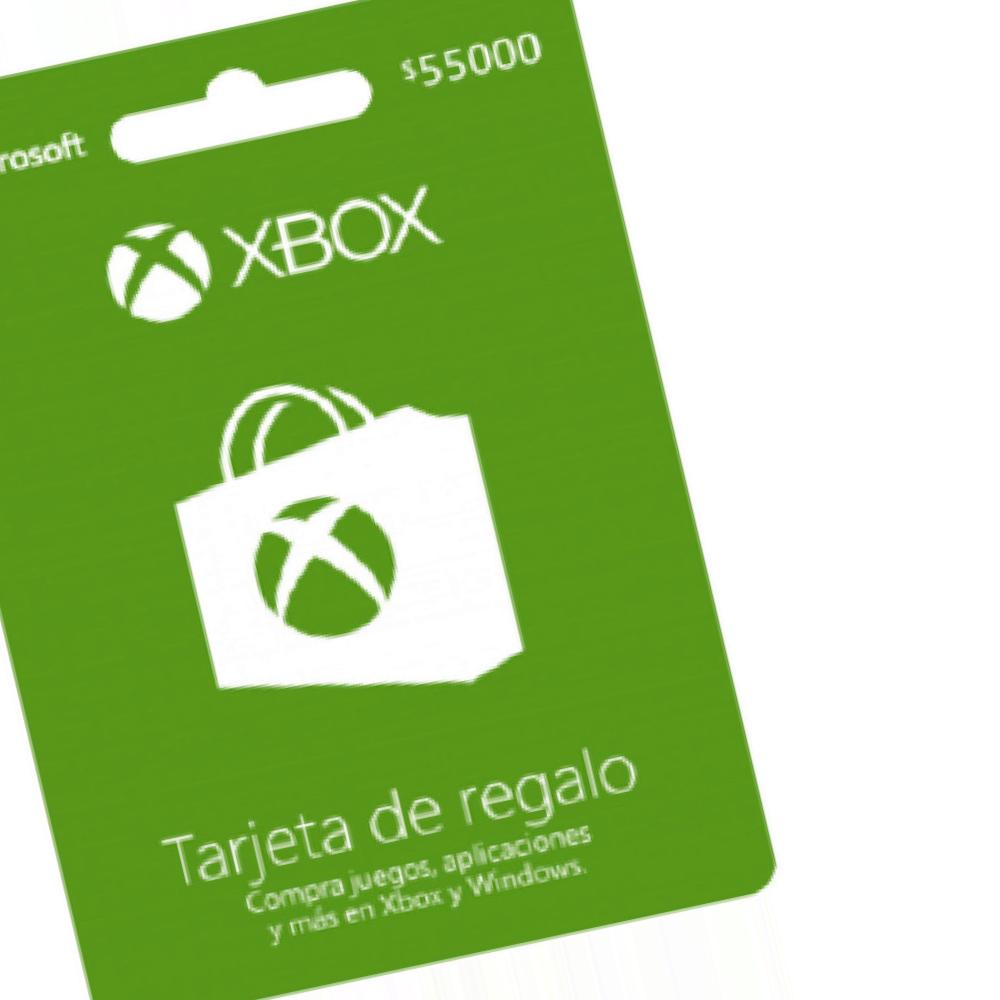 $55000
rosoft
XBOX
Tarjeta de regalo
Compra juegos, aplicaciones
y más en Xbox y Windows.